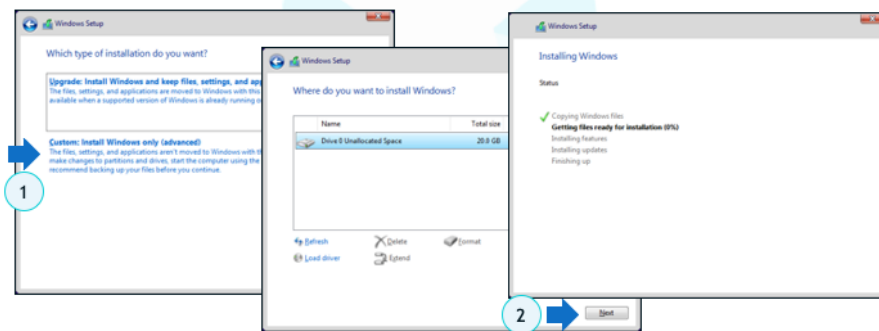 Windows Setup
Which type of installation do you want?
Upgrade: Install Windows and keep files, settings, and app
The files, settings, and applications are moved to Windows with this
available when a supported version of Windows is already running o
Custom: Install Windows only (advanced)
The files, settings, and applications aren't moved to Windows with th
make changes to partitions and drives, start the computer using the
recommend backing up your files before you continue.
1
Windows Setup
Where do you want to install Windows?
Name Total size
Drive 0 Unallocated Space 20.0 GB
Refresh Delete Format
Load driver Extend
2 Next
Windows Setup
Installing Windows
Status
Copying Windows files
Getting files ready for installation (0%)
Installing features
Installing updates
Finishing up